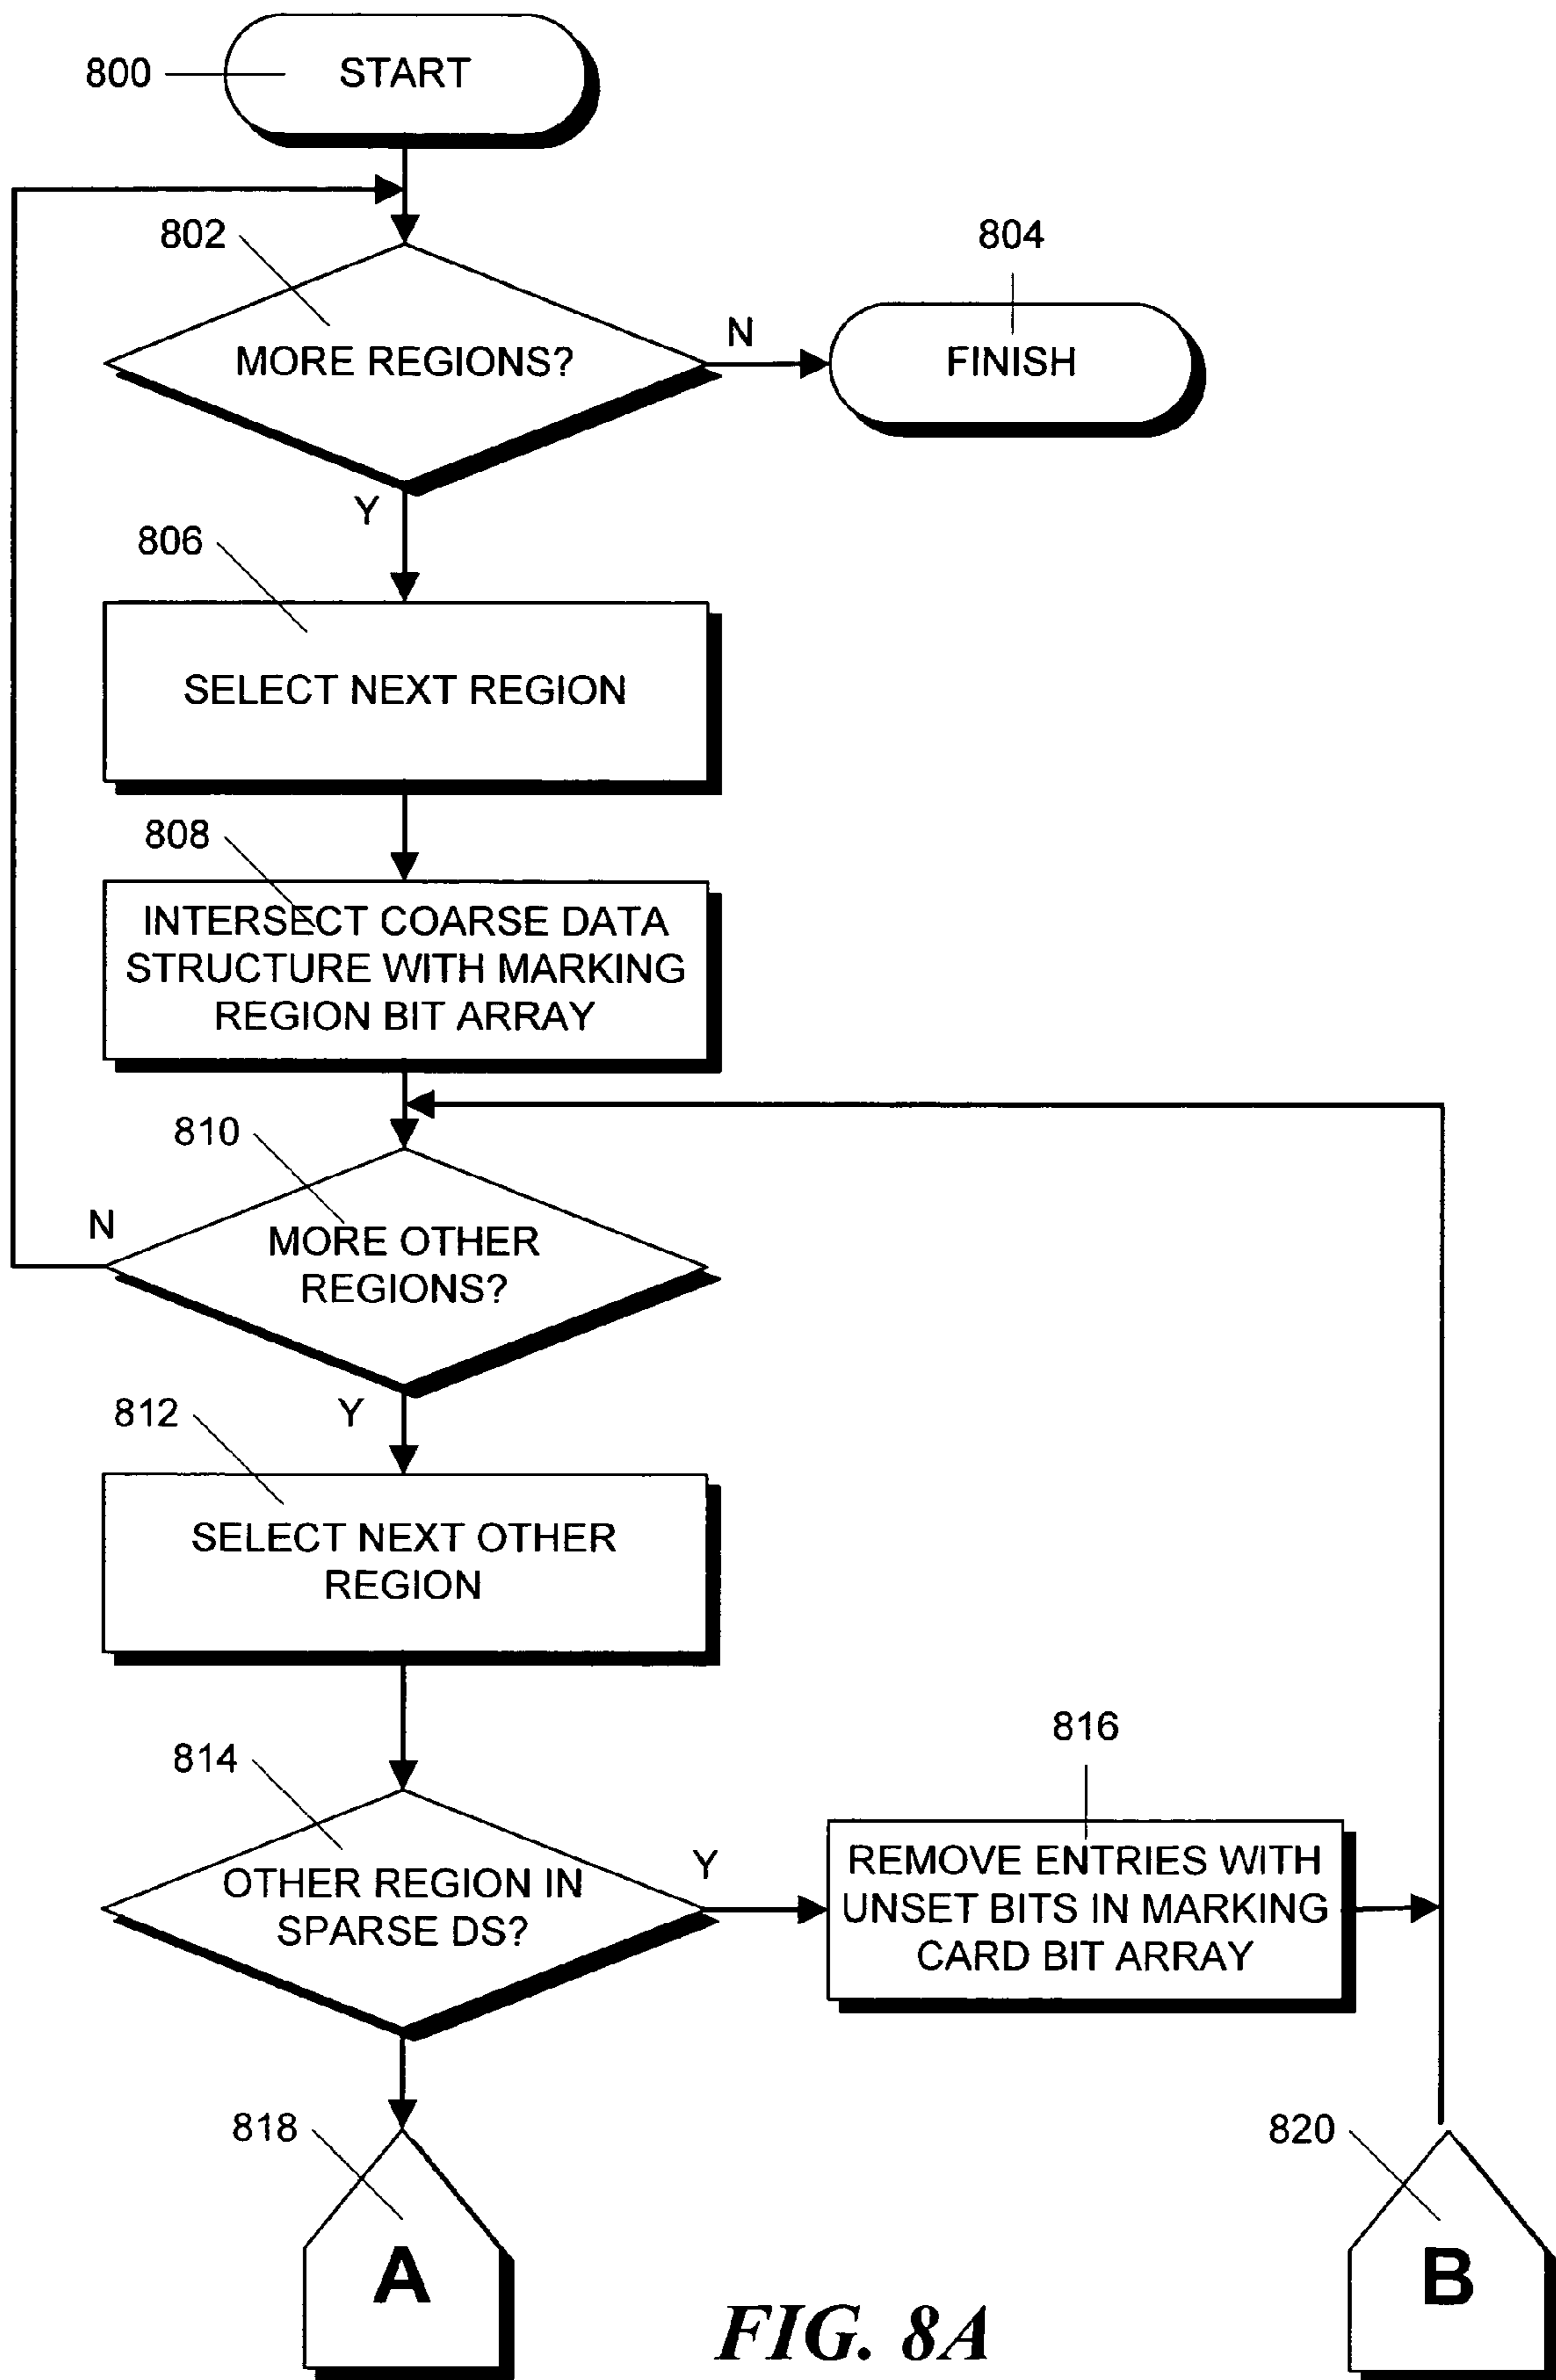 800
START
802
804
MORE REGIONS?
N
FINISH
Y
806
SELECT NEXT REGION
808
INTERSECT COARSE DATA
STRUCTURE WITH MARKING
REGION BIT ARRAY
810
N
MORE OTHER
REGIONS?
812
Y
SELECT NEXT OTHER
REGION
814
816
OTHER REGION IN
SPARSE DS?
Y
REMOVE ENTRIES WITH
UNSET BITS IN MARKING
CARD BIT ARRAY
818
820
A
B
FIG. 8A